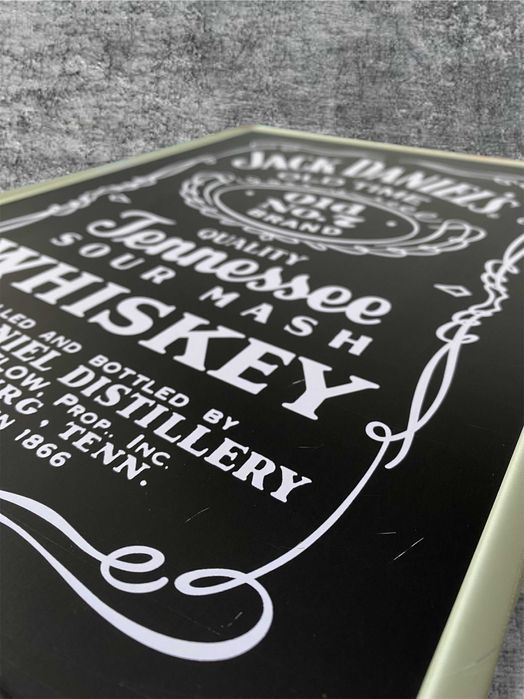 JACK DANIEL'S
OLD TIME
OLD
NO. 7
BRAND
QUALITY
Tennessee
SOUR MASH
WHISKEY
LLED AND BOTTLED BY
NIEL DISTILLERY
LOW, PROP., INC.
RG, TENN.
N 1866